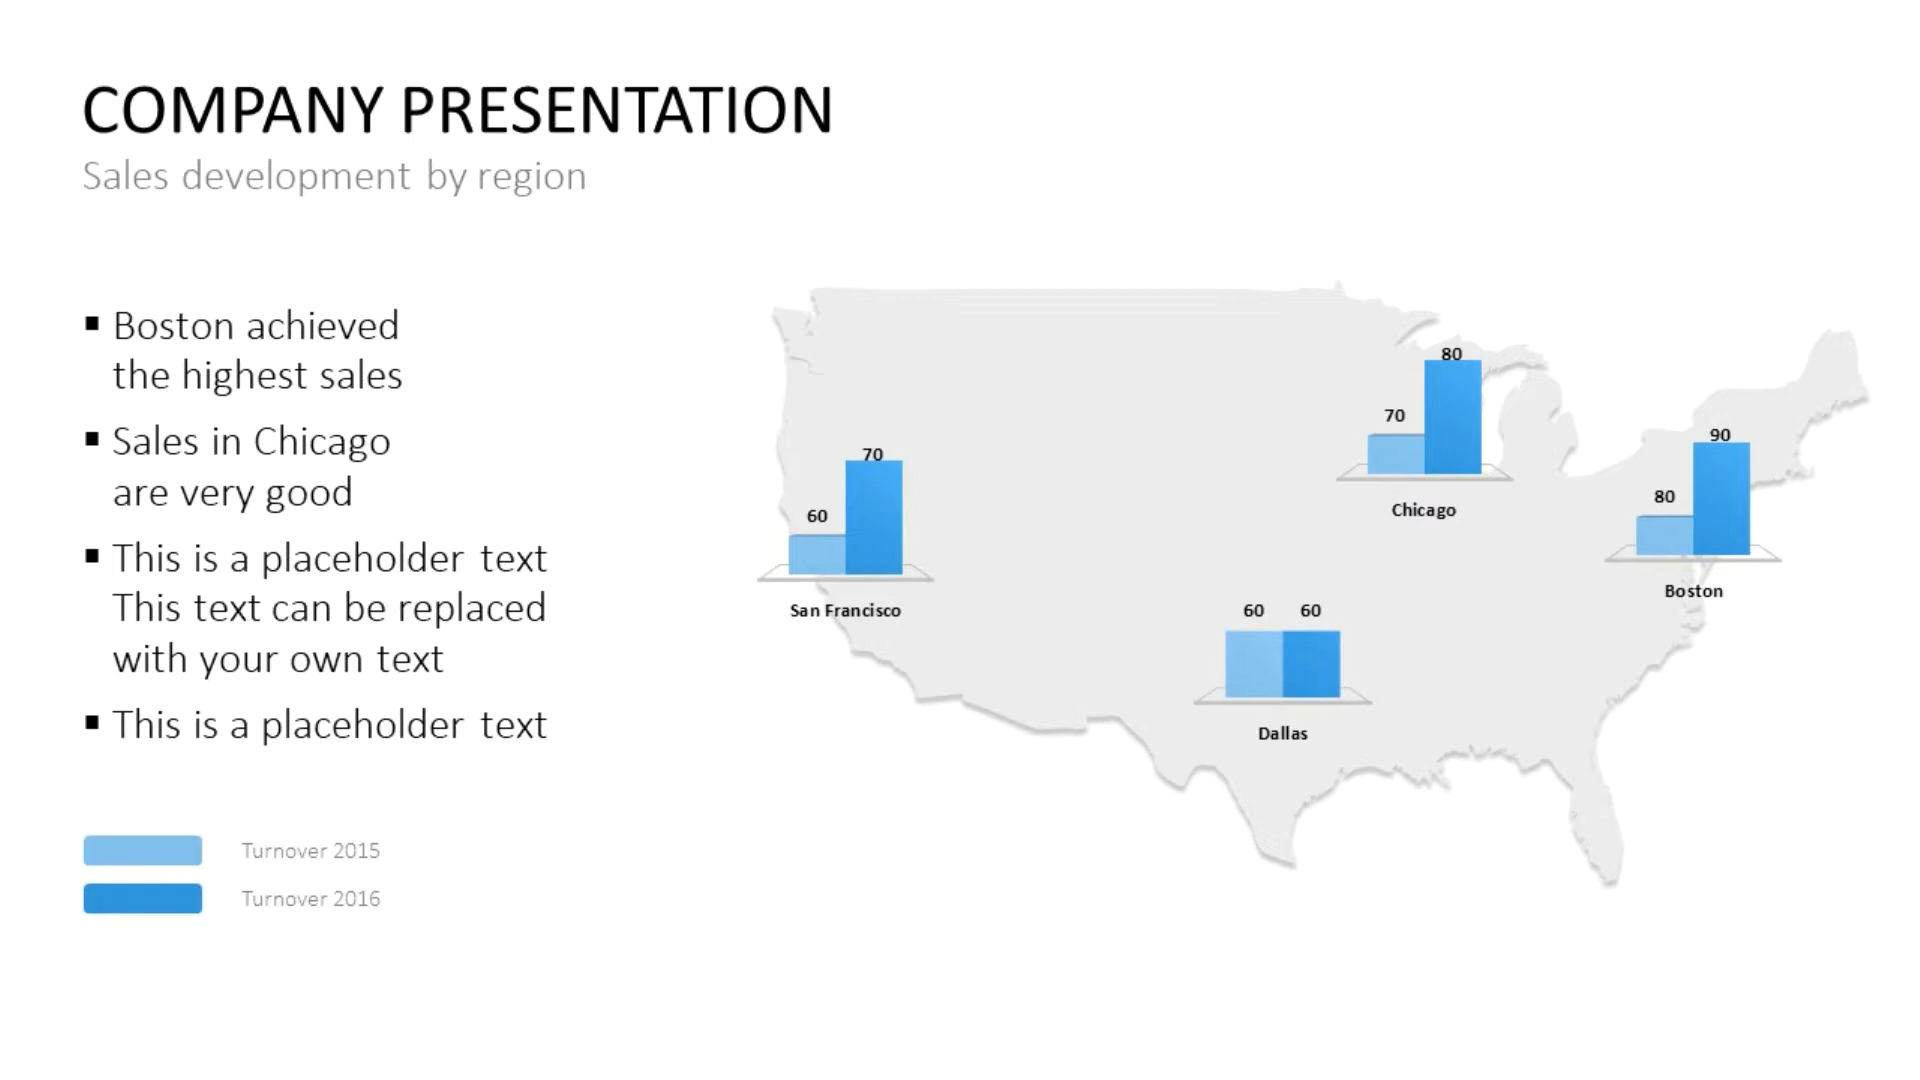 COMPANY PRESENTATION
Sales development by region
▪ Boston achieved
the highest sales
▪ Sales in Chicago
are very good
▪ This is a placeholder text
This text can be replaced
with your own text
▪ This is a placeholder text
Turnover 2015
Turnover 2016
60 70
San Francisco
70 80
Chicago
80 90
Boston
60 60
Dallas